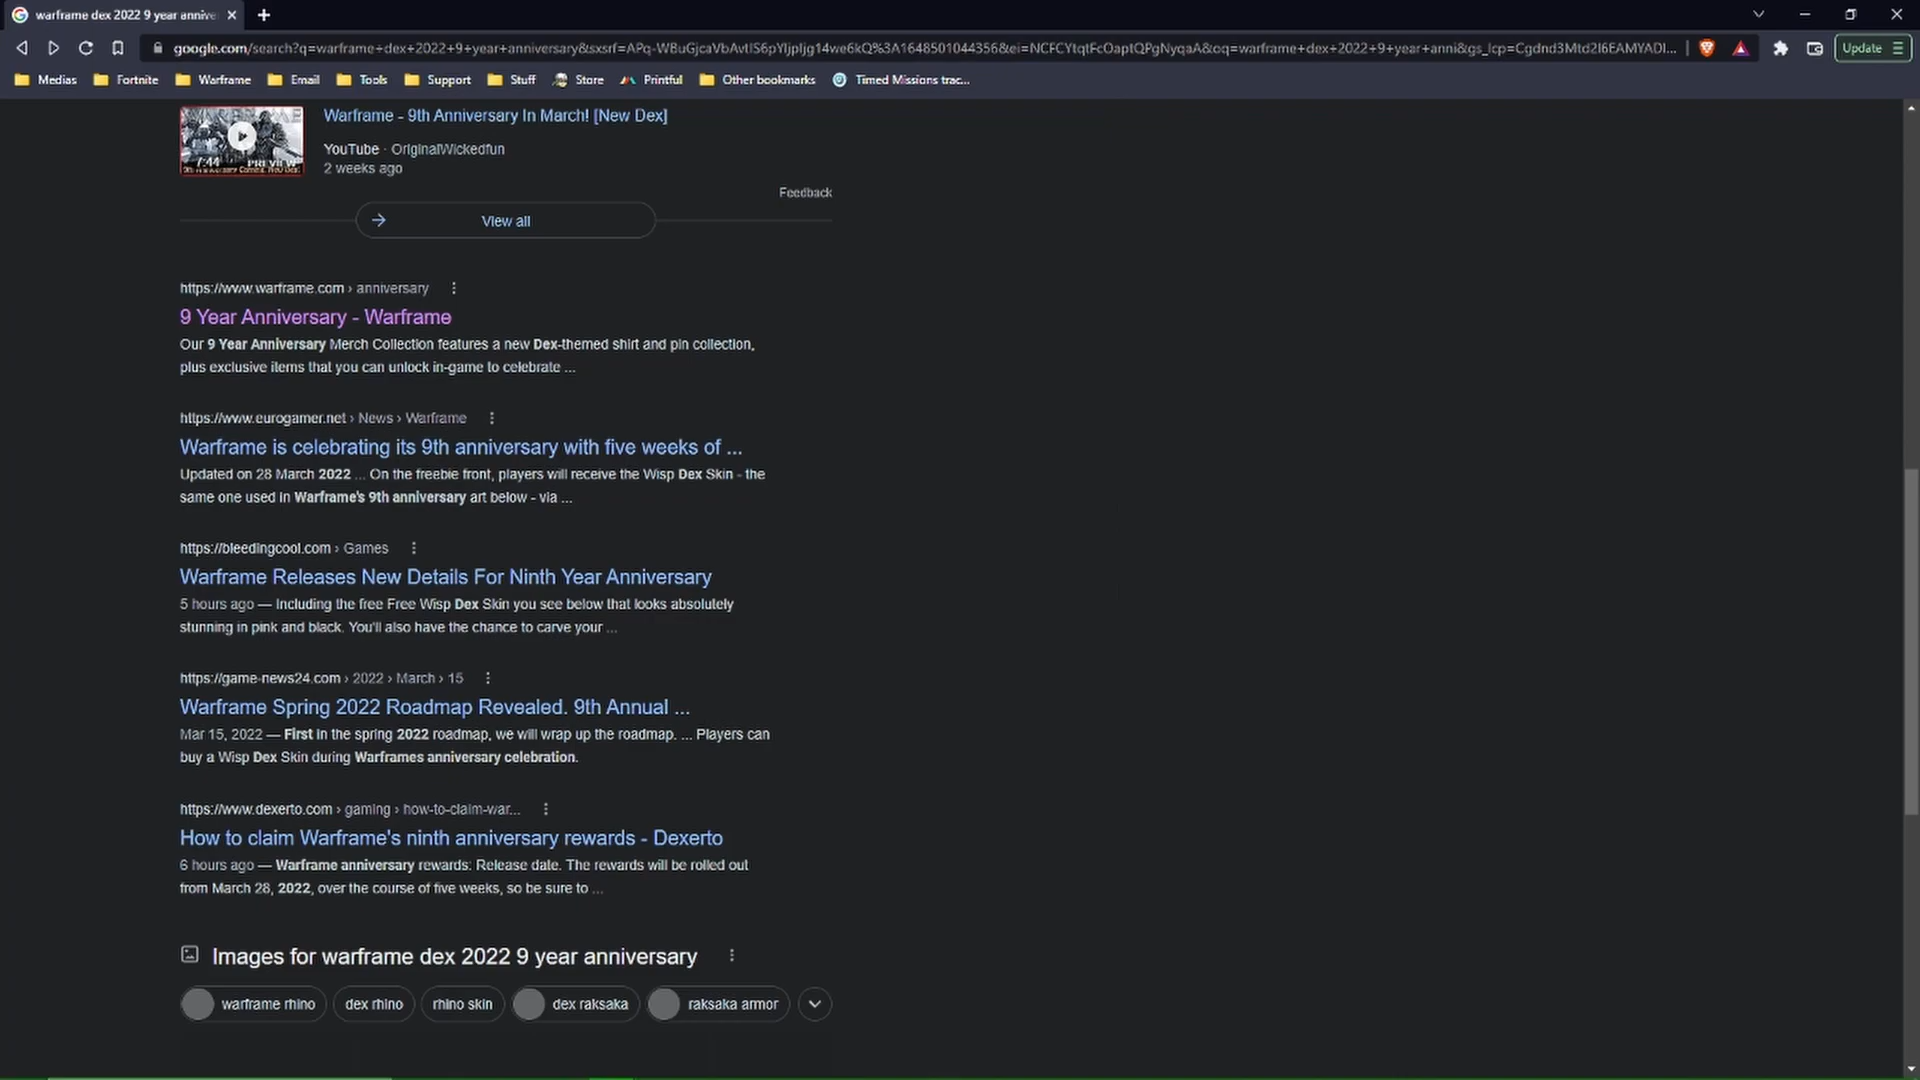 warframe dex 2022 9 year annive
google.com/search?q=warframe+dex+2022+9+year+anniversary&sxsrf=
Update
Medias
Fortnite
Warframe
Email
Tools
Support
Stuff
Store
Printful
Other bookmarks
Timed Missions trac...
Warframe - 9th Anniversary In March! [New Dex]
YouTube · OriginalWickedfun
2 weeks ago
7:44 PREVIEW
Feedback
View all
https://www.warframe.com › anniversary
9 Year Anniversary - Warframe
Our 9 Year Anniversary Merch Collection features a new Dex-themed shirt and pin collection,
plus exclusive items that you can unlock in-game to celebrate ...
https://www.eurogamer.net › News › Warframe
Warframe is celebrating its 9th anniversary with five weeks of ...
Updated on 28 March 2022 ... On the freebie front, players will receive the Wisp Dex Skin - the
same one used in Warframe's 9th anniversary art below - via ...
https://bleedingcool.com › Games
Warframe Releases New Details For Ninth Year Anniversary
5 hours ago — Including the free Free Wisp Dex Skin you see below that looks absolutely
stunning in pink and black. You'll also have the chance to carve your ...
https://game-news24.com › 2022 › March › 15
Warframe Spring 2022 Roadmap Revealed. 9th Annual ...
Mar 15, 2022 — First in the spring 2022 roadmap, we will wrap up the roadmap. ... Players can
buy a Wisp Dex Skin during Warframes anniversary celebration.
https://www.dexerto.com › gaming › how-to-claim-war...
How to claim Warframe's ninth anniversary rewards - Dexerto
6 hours ago — Warframe anniversary rewards: Release date. The rewards will be rolled out
from March 28, 2022, over the course of five weeks, so be sure to ...
Images for warframe dex 2022 9 year anniversary
warframe rhino
dex rhino
rhino skin
dex raksaka
raksaka armor